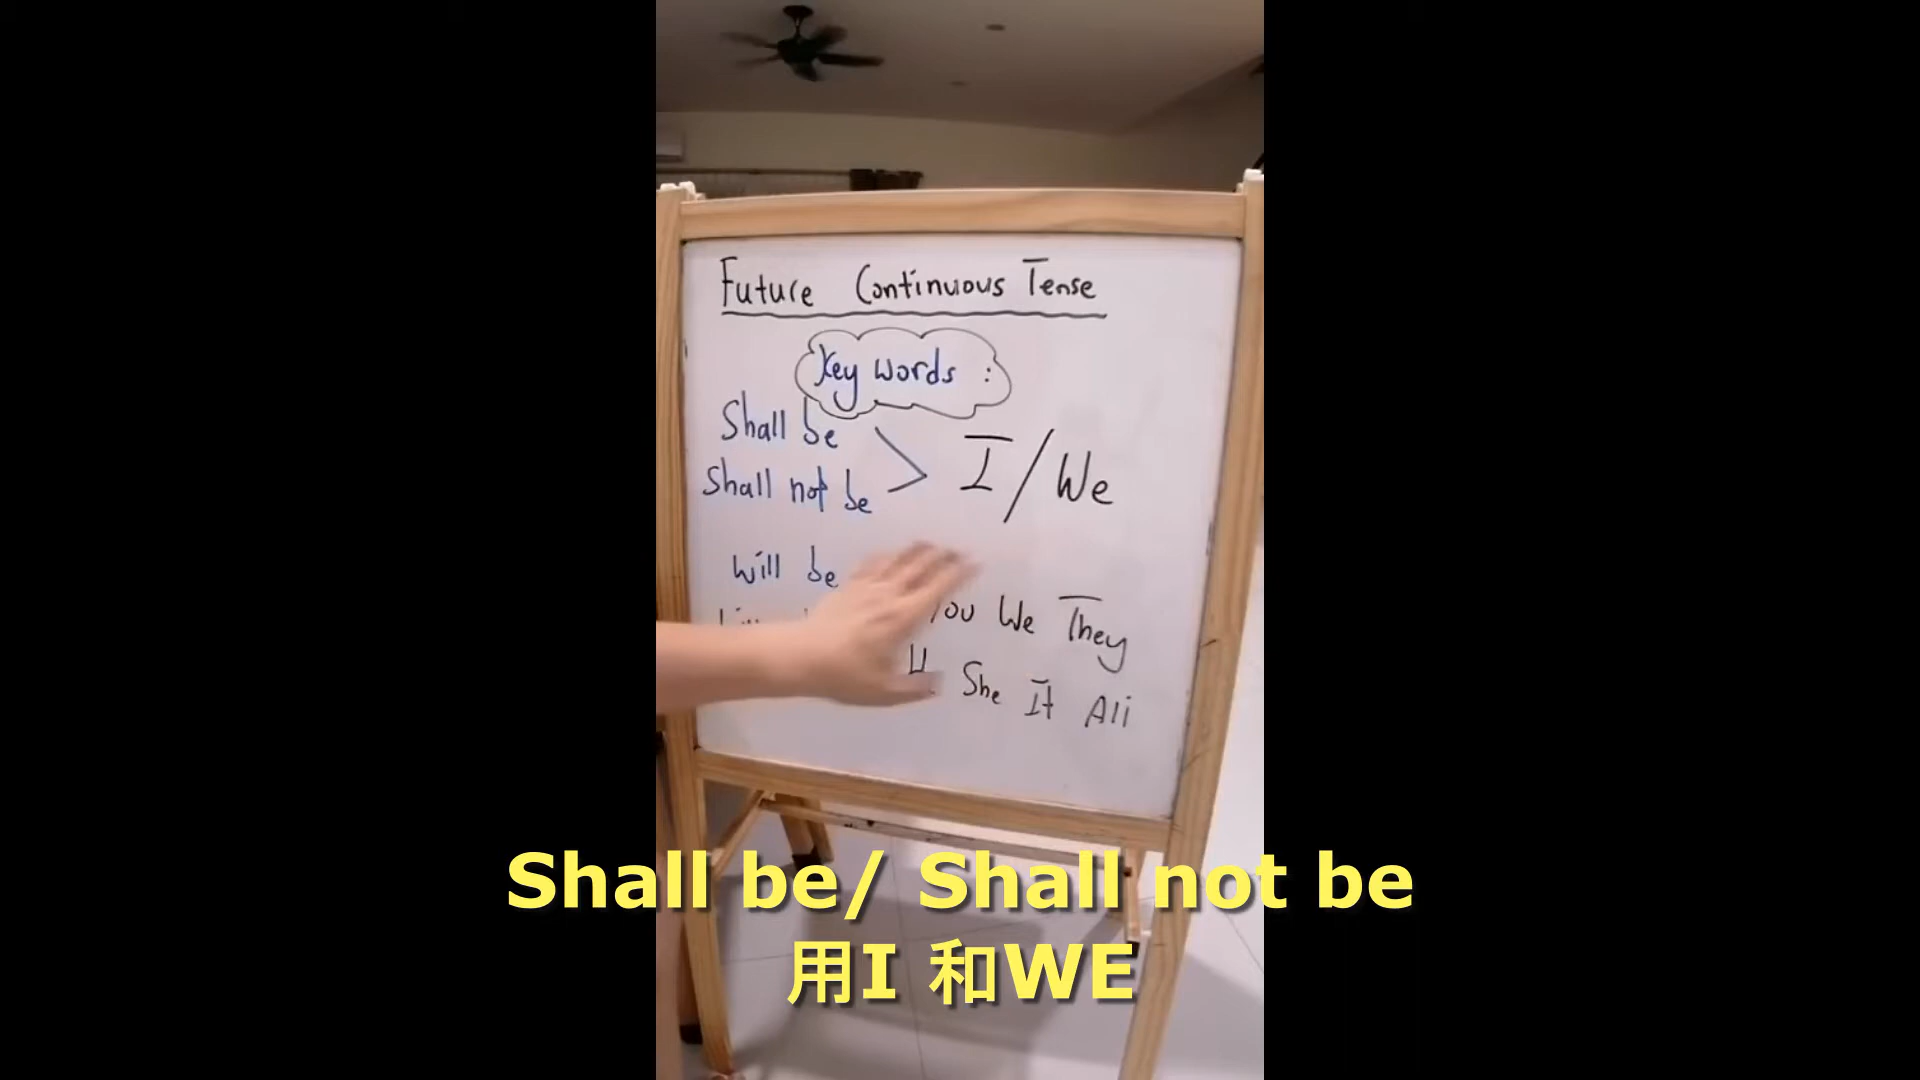 Future Continuous Tense
Key words :
Shall be
Shall not be
I/We
Will be
You We They
She It Ali
Shall be/ Shall not be
用I 和WE